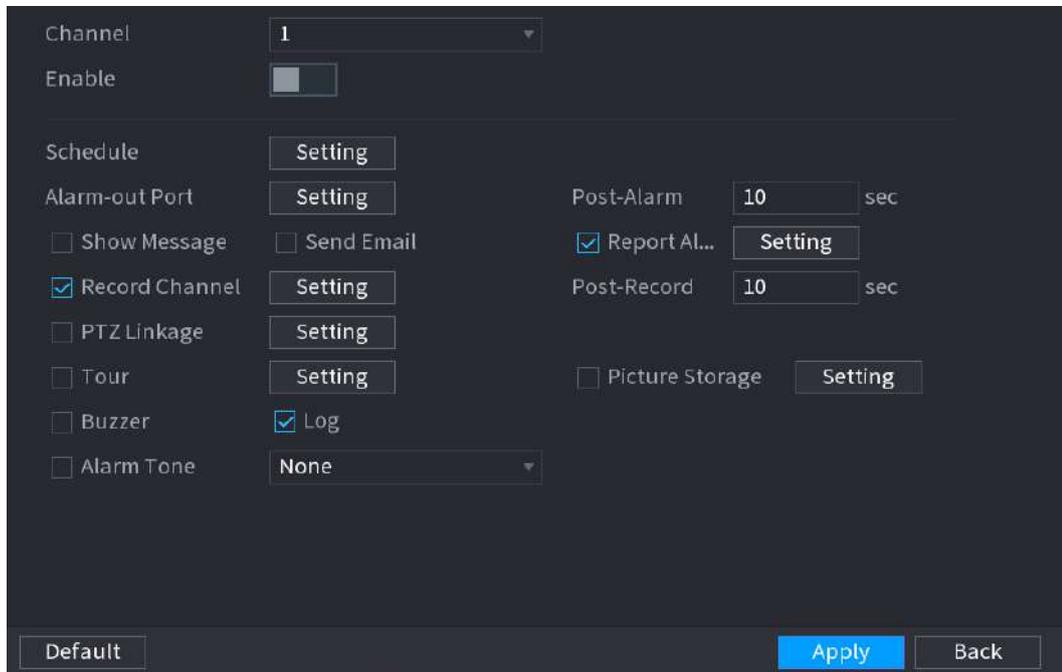 Channel 1
Enable
Schedule Setting
Alarm-out Port Setting Post-Alarm 10 sec
Show Message Send Email Report Al... Setting
Record Channel Setting Post-Record 10 sec
PTZ Linkage Setting
Tour Setting Picture Storage Setting
Buzzer Log
Alarm Tone None
Default Apply Back